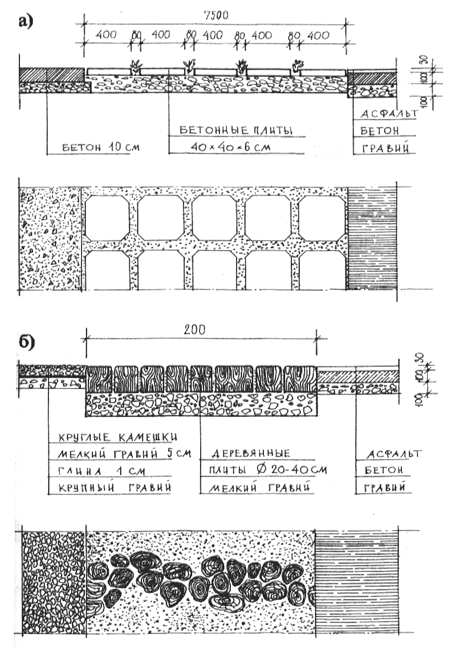 а)
7500
400 80 400 80 400 80 400 80 400
30
100
100
БЕТОН 10 СМ
БЕТОННЫЕ ПЛИТЫ
40×40×6 СМ
АСФАЛЬТ
БЕТОН
ГРАВИЙ
б)
200
30
100
100
КРУГЛЫЕ КАМЕШКИ
МЕЛКИЙ ГРАВИЙ 5 СМ
ГЛИНА 1 СМ
КРУПНЫЙ ГРАВИЙ
ДЕРЕВЯННЫЕ
ПЛИТЫ Ø 20-40 СМ
МЕЛКИЙ ГРАВИЙ
АСФАЛЬТ
БЕТОН
ГРАВИЙ